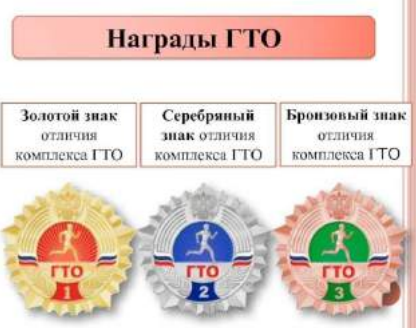 Награды ГТО
Золотой знак
отличия
комплекса ГТО
Серебряный
знак отличия
комплекса ГТО
Бронзовый знак
отличия
комплекса ГТО
ГТО
1
ГТО
2
ГТО
3